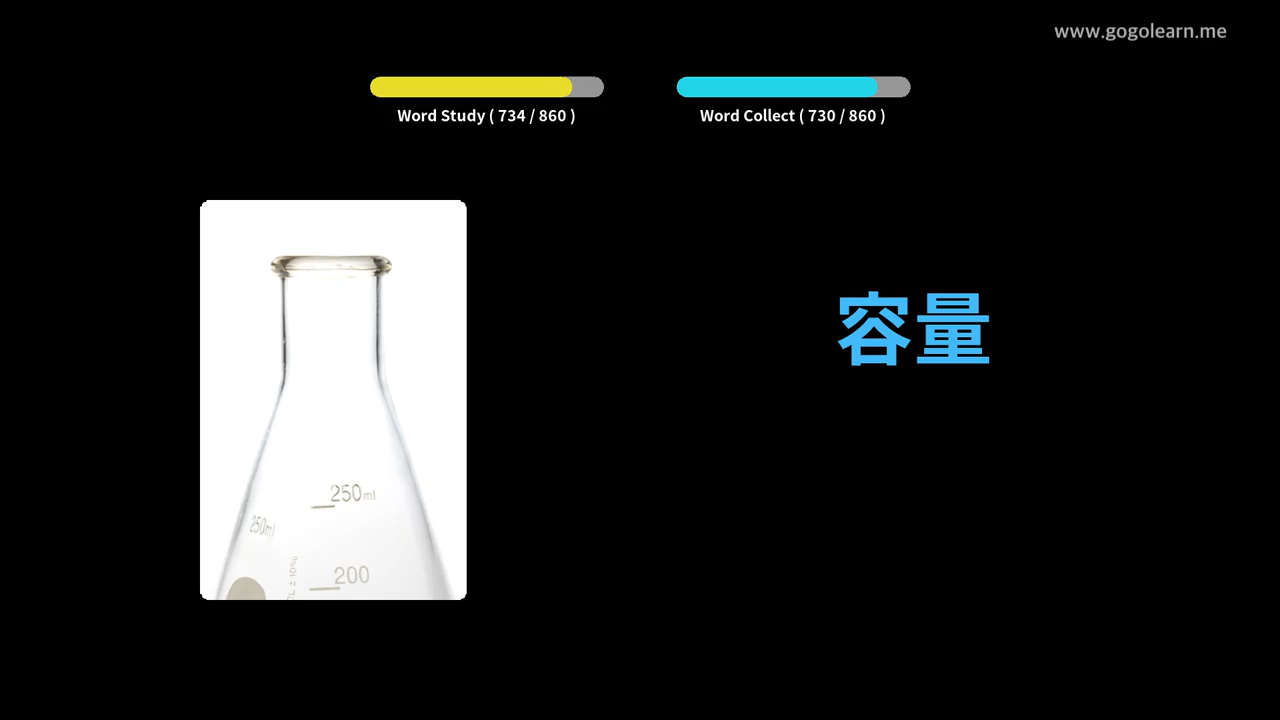 www.gogolearn.me
Word Study ( 734 / 860 )
Word Collect ( 730 / 860 )
容量
250ml
250ml
200